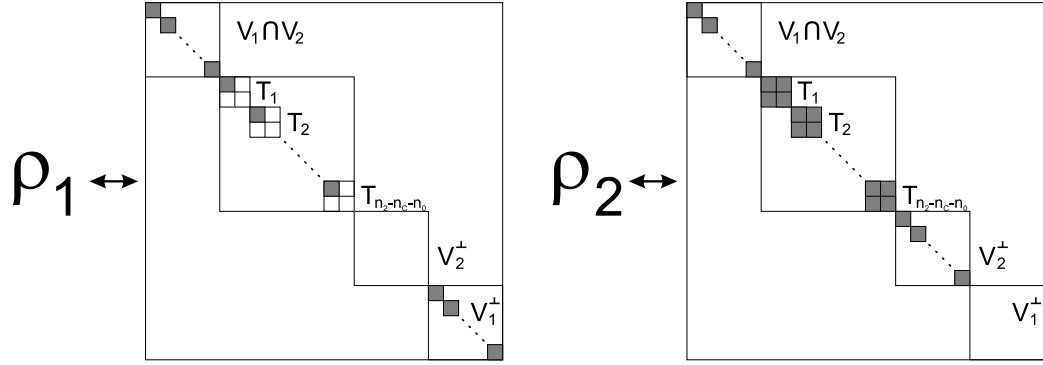 V₁∩V₂
T₁
T₂
ρ₁
T_{n₂-n_C-n₀}
V₂^⊥
V₁^⊥
V₁∩V₂
T₁
T₂
ρ₂
T_{n₂-n_C-n₀}
V₂^⊥
V₁^⊥